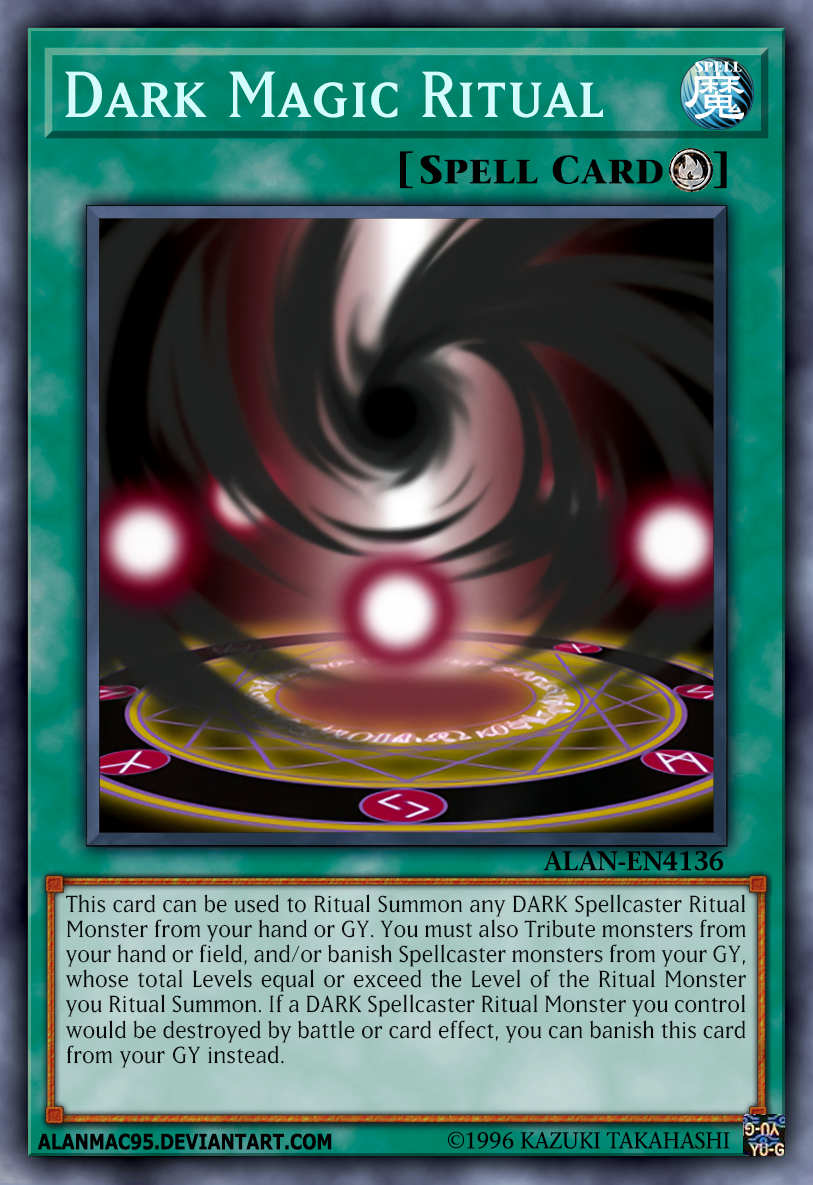 Dark Magic Ritual
SPELL
魔
[Spell Card]
ALAN-EN4136
This card can be used to Ritual Summon any DARK Spellcaster Ritual
Monster from your hand or GY. You must also Tribute monsters from
your hand or field, and/or banish Spellcaster monsters from your GY,
whose total Levels equal or exceed the Level of the Ritual Monster
you Ritual Summon. If a DARK Spellcaster Ritual Monster you control
would be destroyed by battle or card effect, you can banish this card
from your GY instead.
ALANMAC95.DEVIANTART.COM
©1996 KAZUKI TAKAHASHI